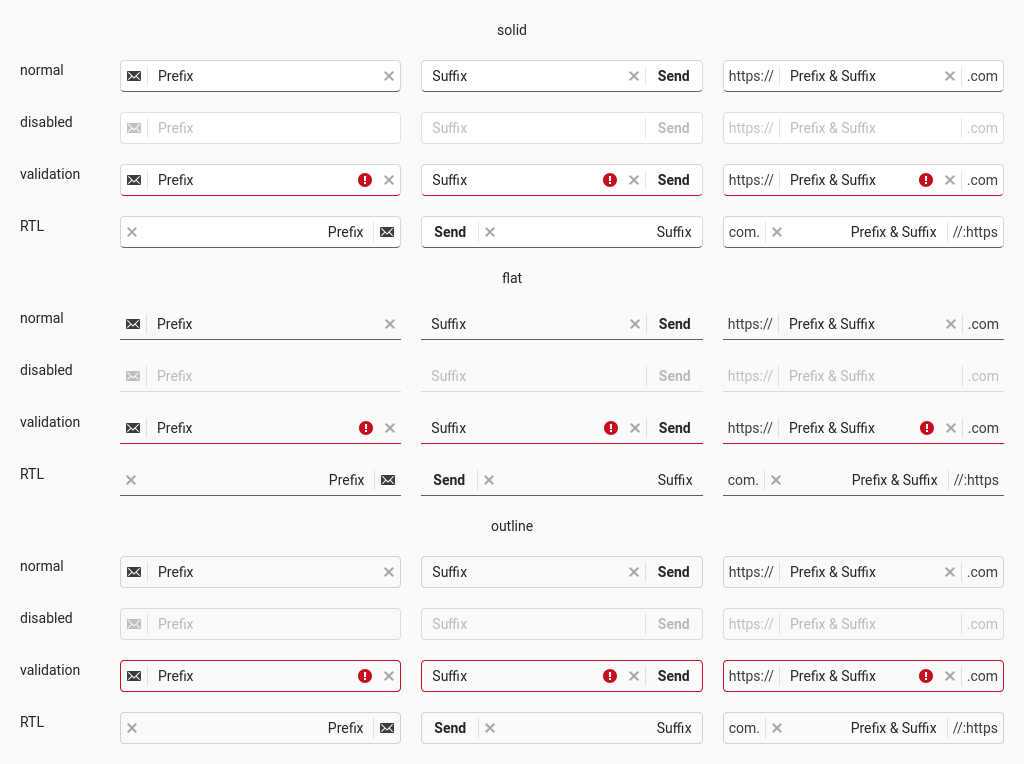 solid
normal Prefix Suffix Send https:// Prefix & Suffix .com
disabled Prefix Suffix Send https:// Prefix & Suffix .com
validation Prefix Suffix Send https:// Prefix & Suffix .com
RTL Prefix Send Suffix com. Prefix & Suffix //:https
flat
normal Prefix Suffix Send https:// Prefix & Suffix .com
disabled Prefix Suffix Send https:// Prefix & Suffix .com
validation Prefix Suffix Send https:// Prefix & Suffix .com
RTL Prefix Send Suffix com. Prefix & Suffix //:https
outline
normal Prefix Suffix Send https:// Prefix & Suffix .com
disabled Prefix Suffix Send https:// Prefix & Suffix .com
validation Prefix Suffix Send https:// Prefix & Suffix .com
RTL Prefix Send Suffix com. Prefix & Suffix //:https